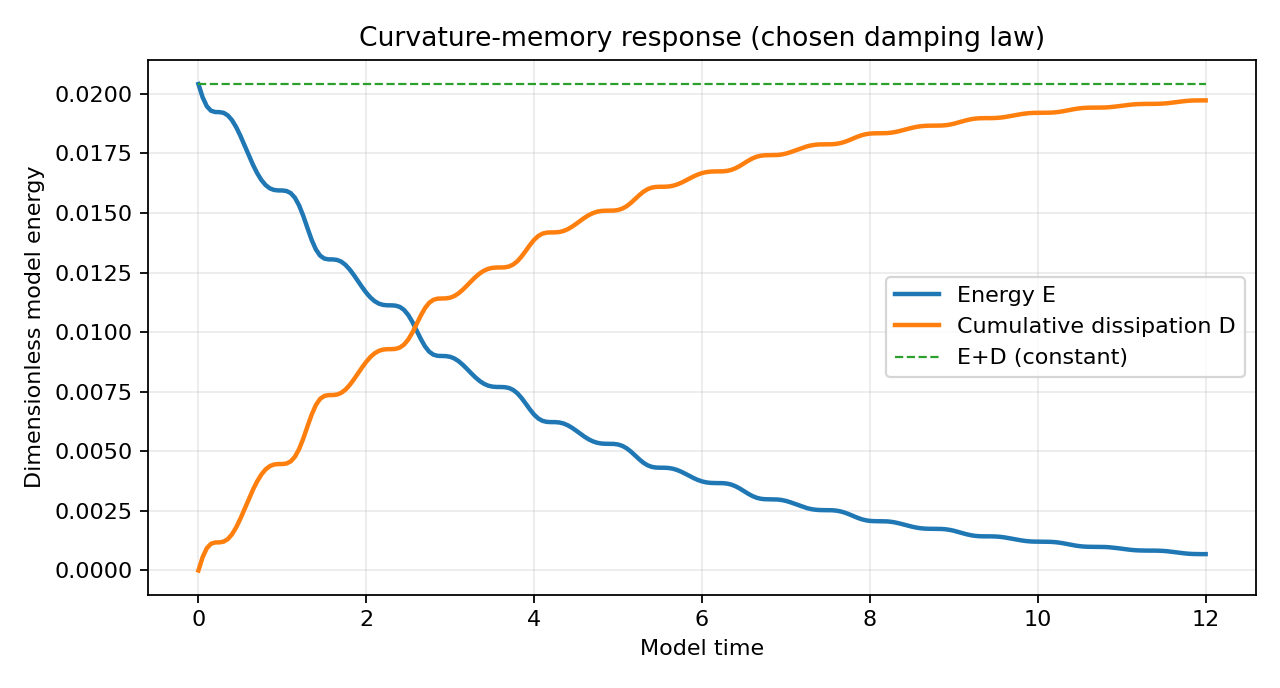 Curvature-memory response (chosen damping law)
Dimensionless model energy
0.0200
0.0175
0.0150
0.0125
0.0100
0.0075
0.0050
0.0025
0.0000
Energy E
Cumulative dissipation D
E+D (constant)
0 2 4 6 8 10 12
Model time